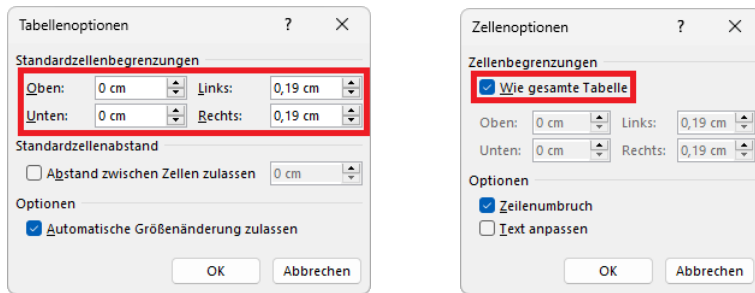 Tabellenoptionen ?
Standardzellenbegrenzungen
Oben: 0 cm Links: 0,19 cm
Unten: 0 cm Rechts: 0,19 cm
Standardzellenabstand
Abstand zwischen Zellen zulassen 0 cm
Optionen
Automatische Größenänderung zulassen
OK Abbrechen
Zellenoptionen ?
Zellenbegrenzungen
Wie gesamte Tabelle
Oben: 0 cm Links: 0,19 cm
Unten: 0 cm Rechts: 0,19 cm
Optionen
Zeilenumbruch
Text anpassen
OK Abbrechen